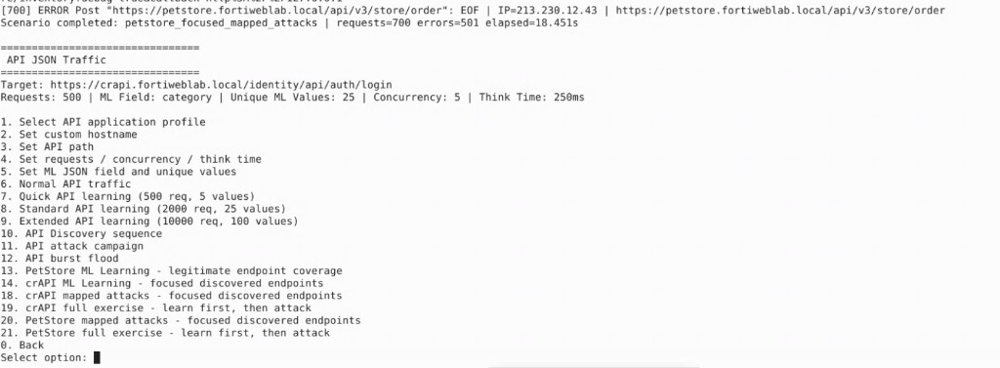 [700] ERROR Post "https://petstore.fortiweblab.local/api/v3/store/order": EOF | IP=213.230.12.43 | https://petstore.fortiweblab.local/api/v3/store/order
Scenario completed: petstore_focused_mapped_attacks | requests=700 errors=501 elapsed=18.451s
================================
API JSON Traffic
================================
Target: https://crapi.fortiweblab.local/identity/api/auth/login
Requests: 500 | ML Field: category | Unique ML Values: 25 | Concurrency: 5 | Think Time: 250ms
1. Select API application profile
2. Set custom hostname
3. Set API path
4. Set requests / concurrency / think time
5. Set ML JSON field and unique values
6. Normal API traffic
7. Quick API learning (500 req, 5 values)
8. Standard API learning (2000 req, 25 values)
9. Extended API learning (10000 req, 100 values)
10. API Discovery sequence
11. API attack campaign
12. API burst flood
13. PetStore ML Learning - legitimate endpoint coverage
14. crAPI ML Learning - focused discovered endpoints
18. crAPI mapped attacks - focused discovered endpoints
19. crAPI full exercise - learn first, then attack
20. PetStore mapped attacks - focused discovered endpoints
21. PetStore full exercise - learn first, then attack
0. Back
Select option: